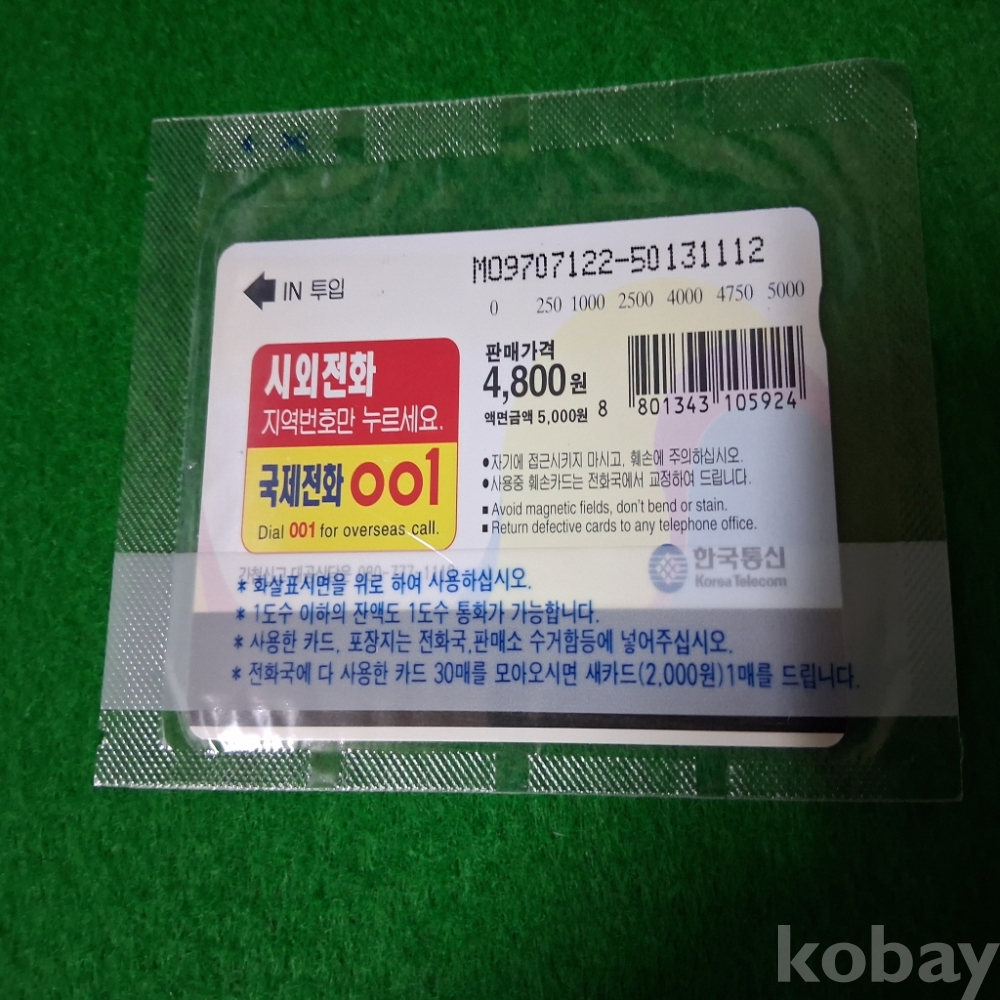 M09707122-50131112
IN 투입
0 250 1000 2500 4000 4750 5000
시외전화
지역번호만 누르세요.
국제전화 001
Dial 001 for overseas call.
판매가격
4,800원
액면금액 5,000원
8 801343 105924
•자기에 접근시키지 마시고, 훼손에 주의하십시오.
•사용중 훼손카드는 전화국에서 교정하여 드립니다.
■ Avoid magnetic fields, don't bend or stain.
■ Return defective cards to any telephone office.
한국통신
Korea Telecom
* 화살표시면을 위로 하여 사용하십시오.
* 1도수 이하의 잔액도 1도수 통화가 가능합니다.
* 사용한 카드, 포장지는 전화국,판매소 수거함등에 넣어주십시오.
* 전화국에 다 사용한 카드 30매를 모아오시면 새카드(2,000원)1매를 드립니다.
kobay